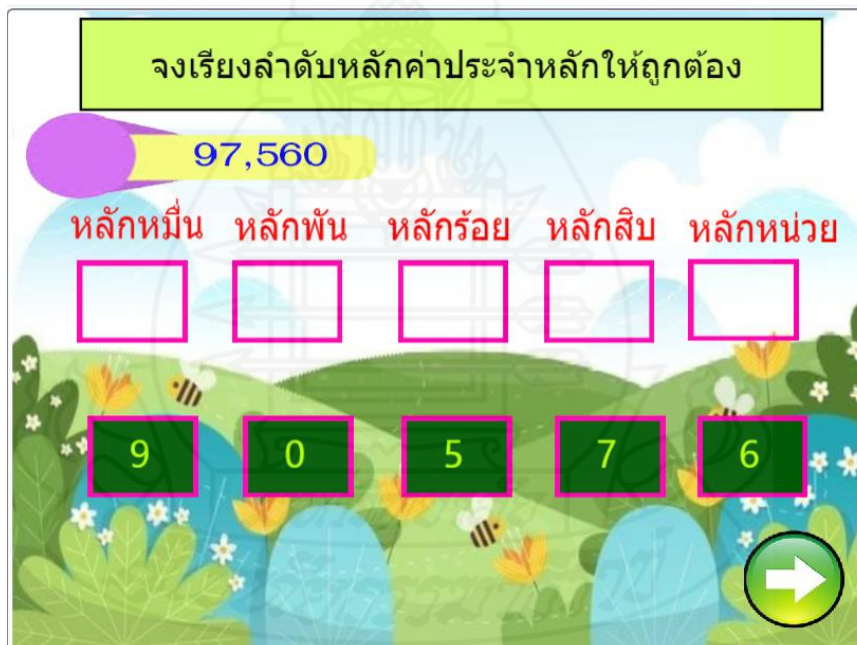 จงเรียงลำดับหลักค่าประจำหลักให้ถูกต้อง
97,560
หลักหมื่น หลักพัน หลักร้อย หลักสิบ หลักหน่วย
9 0 5 7 6